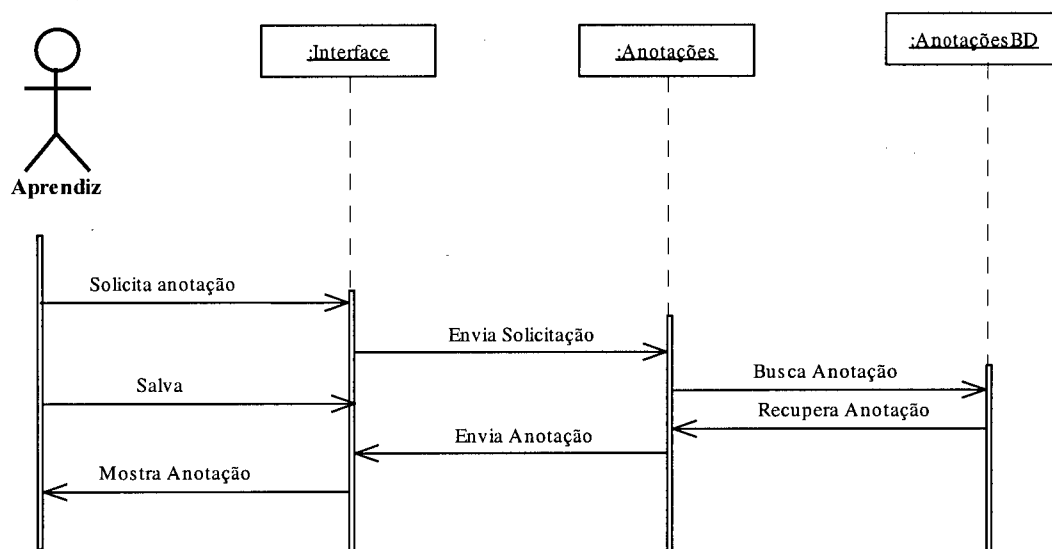 :Interface
:Anotações
:AnotaçõesBD
Aprendiz
Solicita anotação
Envia Solicitação
Busca Anotação
Salva
Recupera Anotação
Envia Anotação
Mostra Anotação